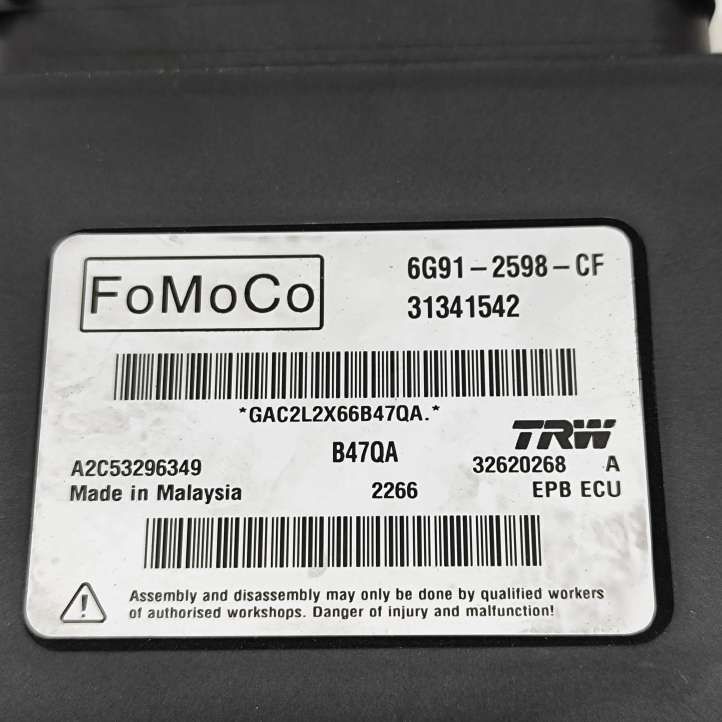 FoMoCo
6G91-2598-CF
31341542
*GAC2L2X66B47QA.*
B47QA
TRW
A2C53296349
32620268 A
Made in Malaysia
2266
EPB ECU
Assembly and disassembly may only be done by qualified workers
of authorised workshops. Danger of injury and malfunction!